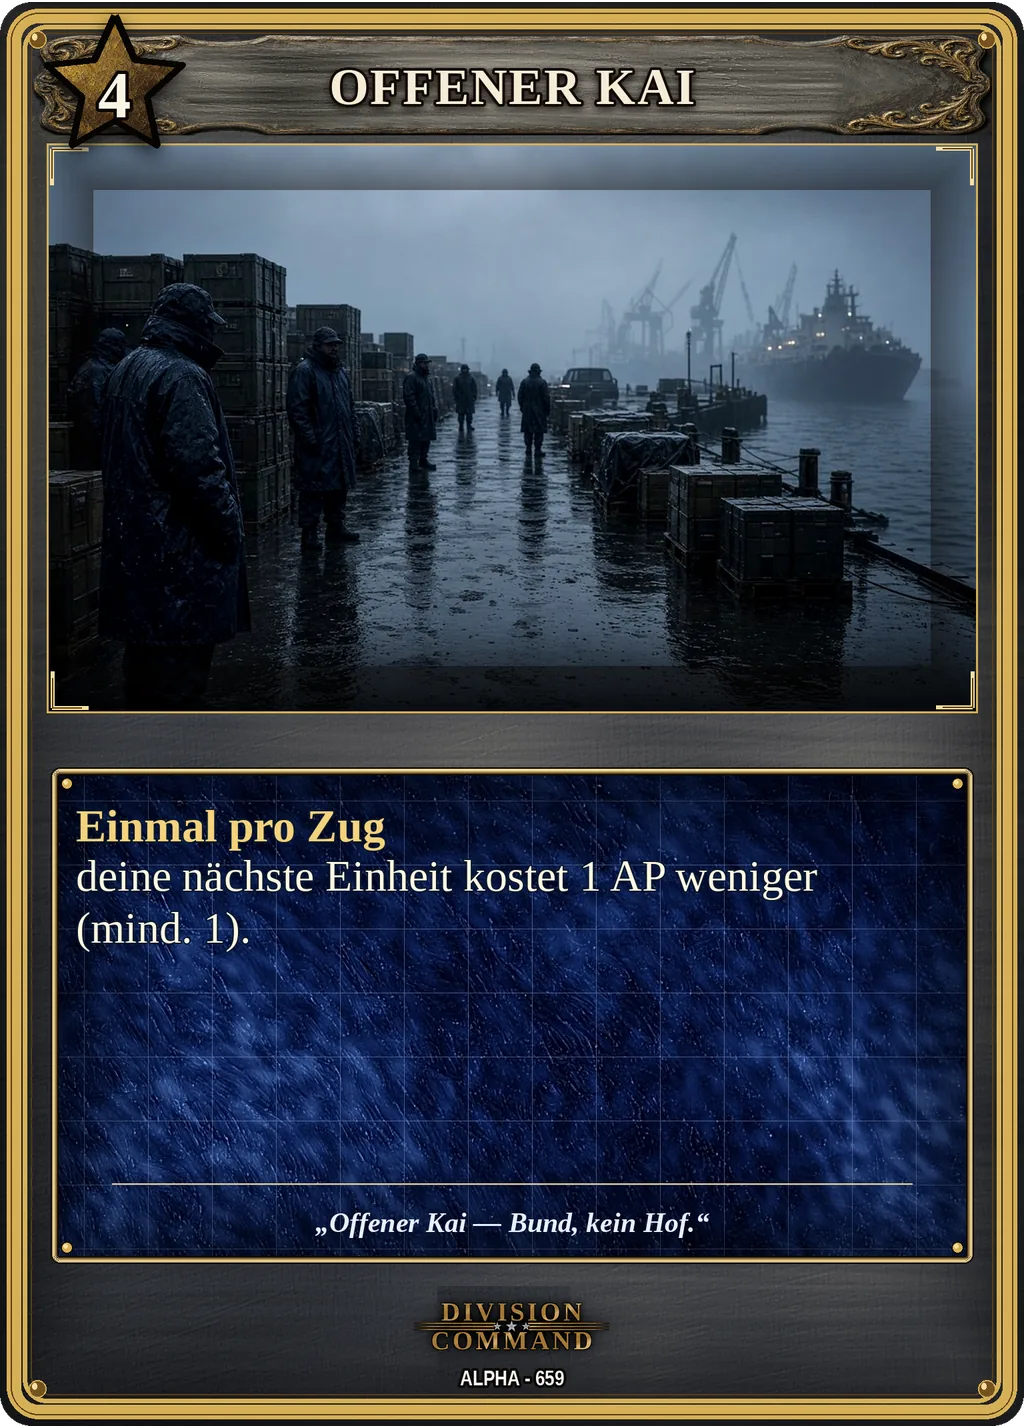 4
OFFENER KAI
Einmal pro Zug
deine nächste Einheit kostet 1 AP weniger
(mind. 1).
„Offener Kai — Bund, kein Hof.“
DIVISION
COMMAND
ALPHA - 659